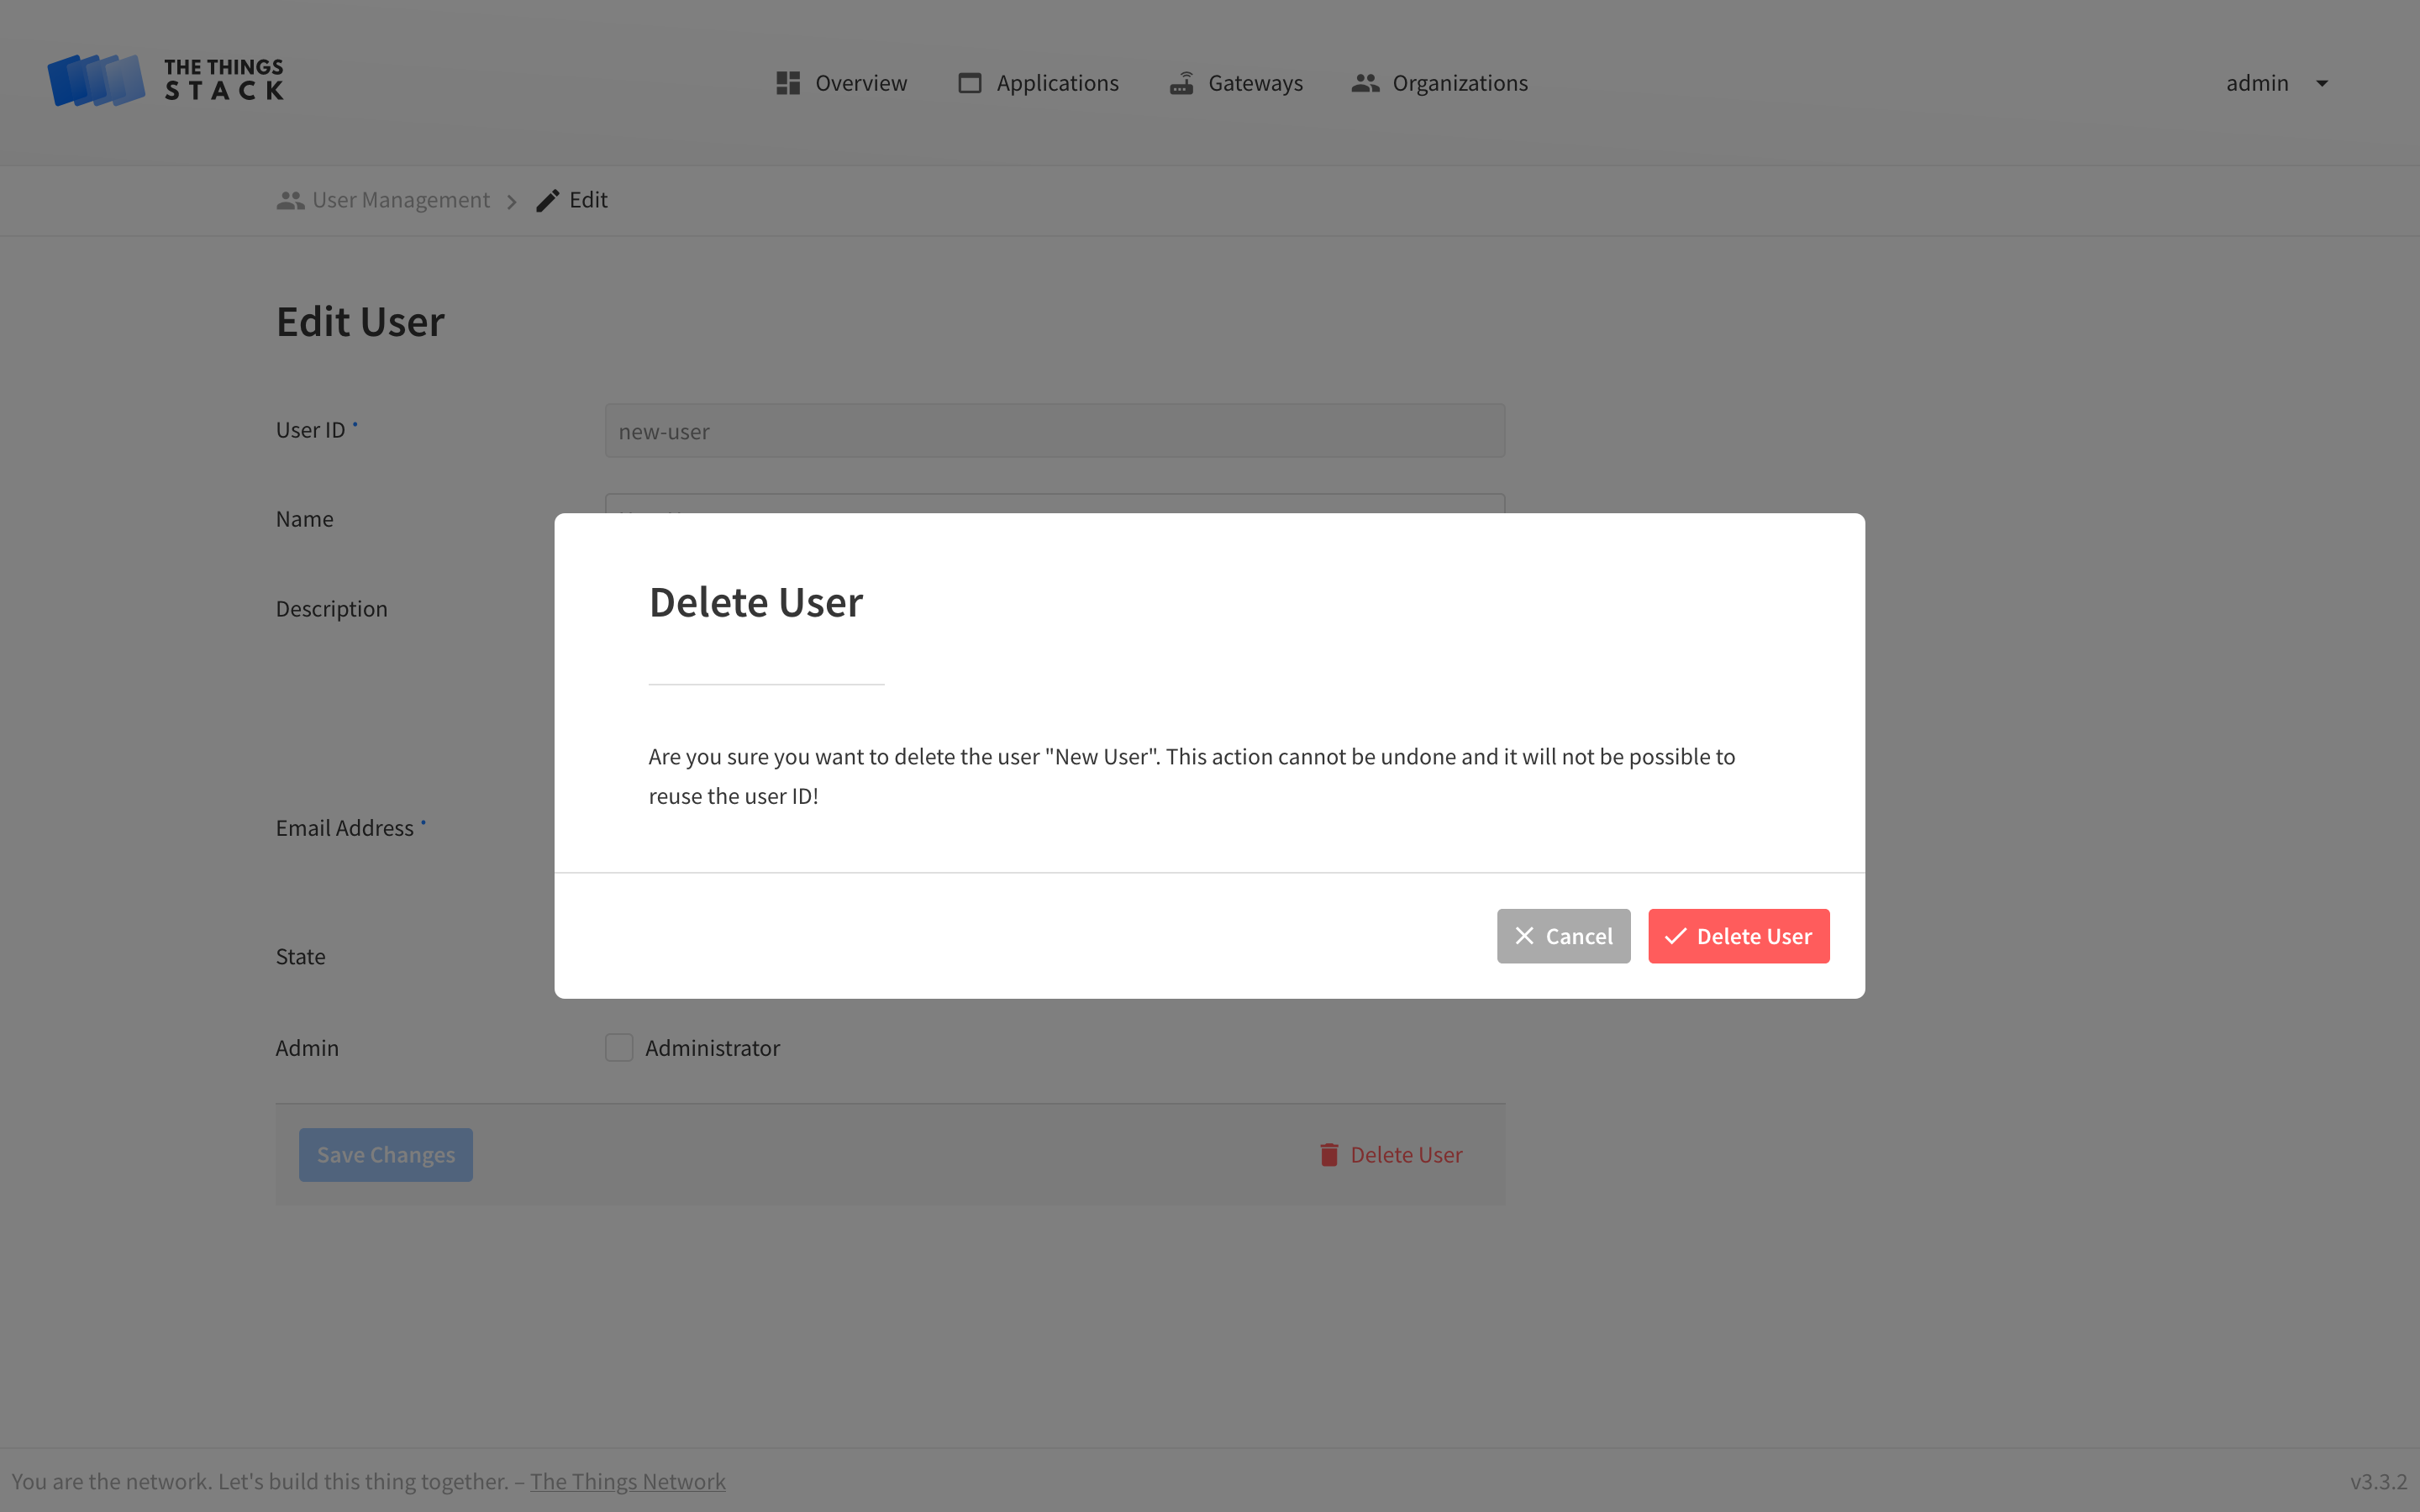 THE THINGS
STACK
Overview
Applications
Gateways
Organizations
admin
User Management
Edit
Edit User
User ID
new-user
Name
Description
Delete User
Are you sure you want to delete the user "New User". This action cannot be undone and it will not be possible to
reuse the user ID!
Email Address
Cancel
Delete User
State
Admin
Administrator
Save Changes
Delete User
You are the network. Let's build this thing together. – The Things Network
v3.3.2